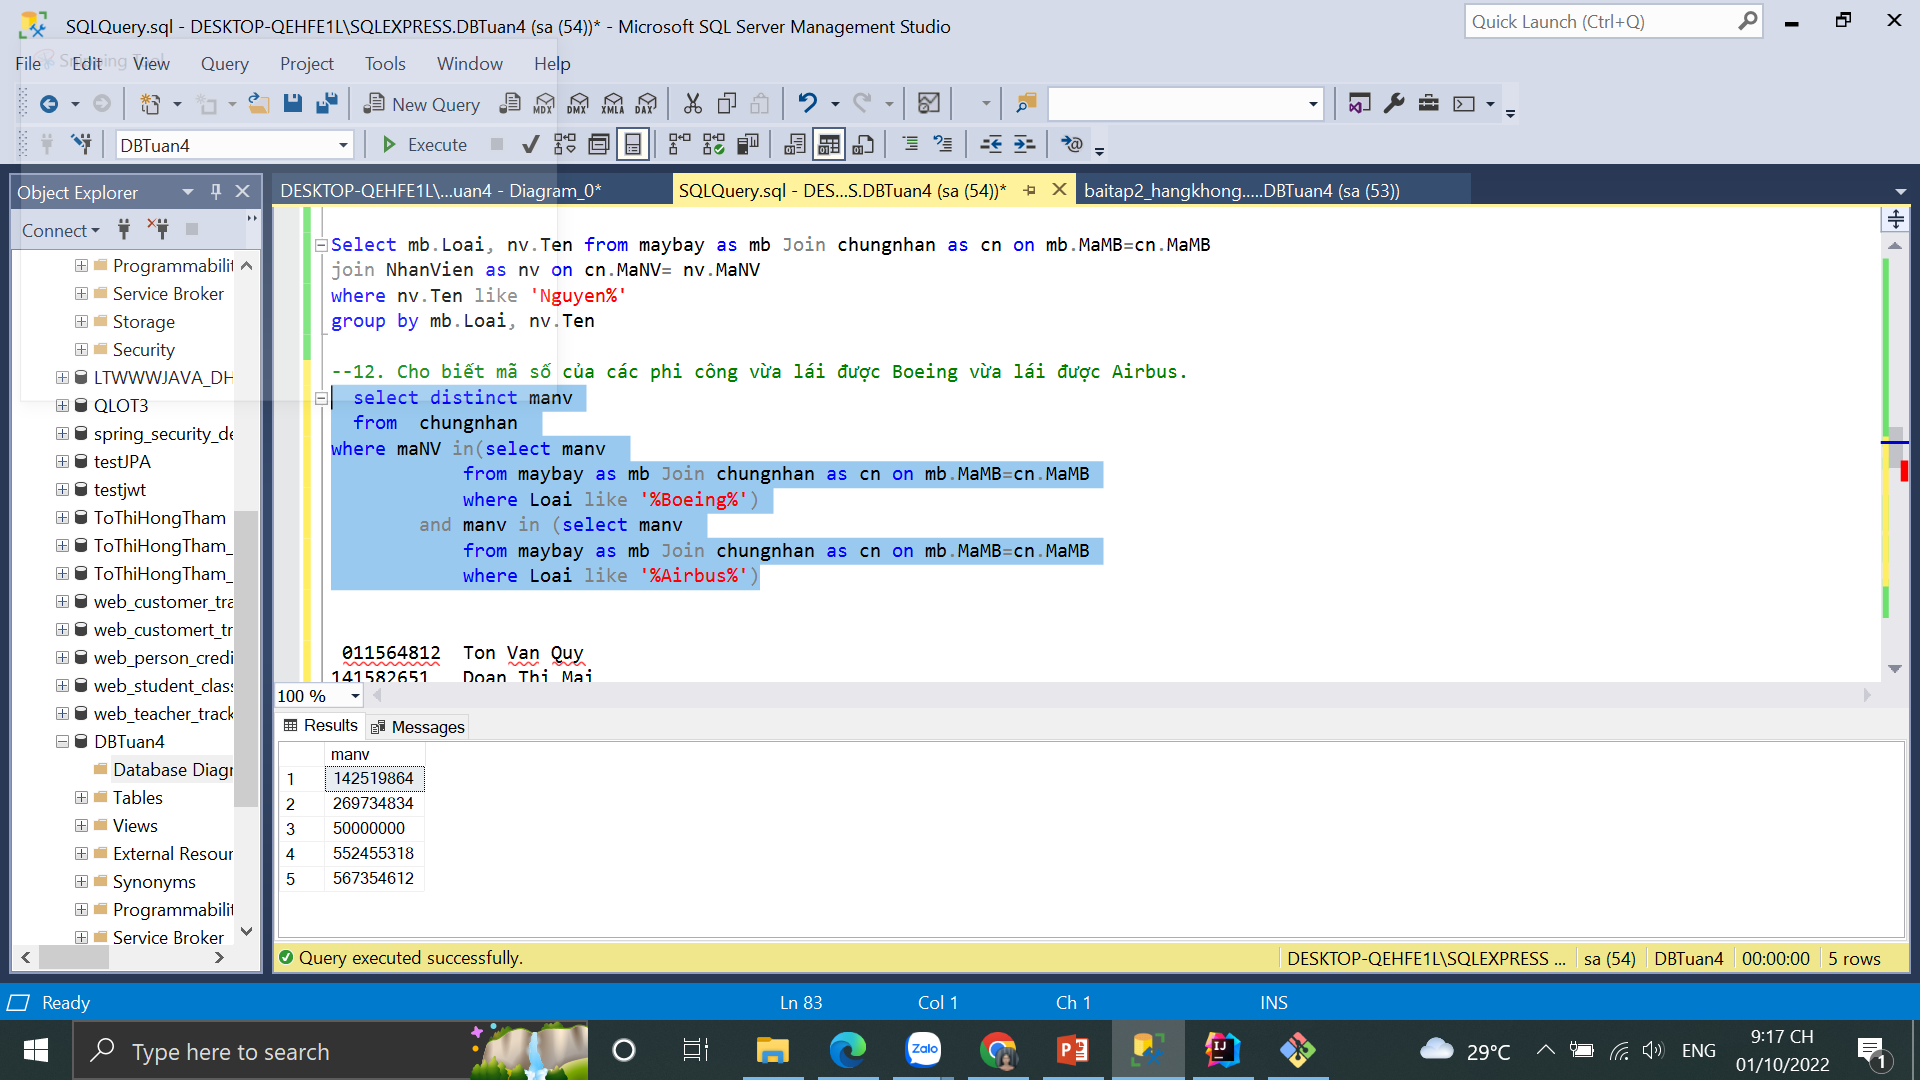 SQLQuery.sql - DESKTOP-QEHFE1L\SQLEXPRESS.DBTuan4 (sa (54))* - Microsoft SQL Server Management Studio
Quick Launch (Ctrl+Q)
File Edit View Query Project Tools Window Help
New Query MDX DMX XMLA DAX
DBTuan4 Execute
Object Explorer
DESKTOP-QEHFE1L\...uan4 - Diagram_0*
SQLQuery.sql - DES...S.DBTuan4 (sa (54))*
baitap2_hangkhong.....DBTuan4 (sa (53))
Connect
Programmabilit
Service Broker
Storage
Security
LTWWWJAVA_DH
QLOT3
spring_security_de
testJPA
testjwt
ToThiHongTham
ToThiHongTham_
ToThiHongTham_
web_customer_tra
web_customert_tr
web_person_credi
web_student_class
web_teacher_track
DBTuan4
Database Diagr
Tables
Views
External Resour
Synonyms
Programmabilit
Service Broker
Select mb.Loai, nv.Ten from maybay as mb Join chungnhan as cn on mb.MaMB=cn.MaMB
join NhanVien as nv on cn.MaNV= nv.MaNV
where nv.Ten like 'Nguyen%'
group by mb.Loai, nv.Ten
--12. Cho biết mã số của các phi công vừa lái được Boeing vừa lái được Airbus.
select distinct manv
from chungnhan
where maNV in(select manv
from maybay as mb Join chungnhan as cn on mb.MaMB=cn.MaMB
where Loai like '%Boeing%')
and manv in (select manv
from maybay as mb Join chungnhan as cn on mb.MaMB=cn.MaMB
where Loai like '%Airbus%')
011564812 Ton Van Quy
141582651 Doan Thi Mai
100 %
Results Messages
manv
1 142519864
2 269734834
3 50000000
4 552455318
5 567354612
Query executed successfully.
DESKTOP-QEHFE1L\SQLEXPRESS ... sa (54) DBTuan4 00:00:00 5 rows
Ready Ln 83 Col 1 Ch 1 INS
Type here to search
Zalo
29°C ENG
9:17 CH
01/10/2022
1